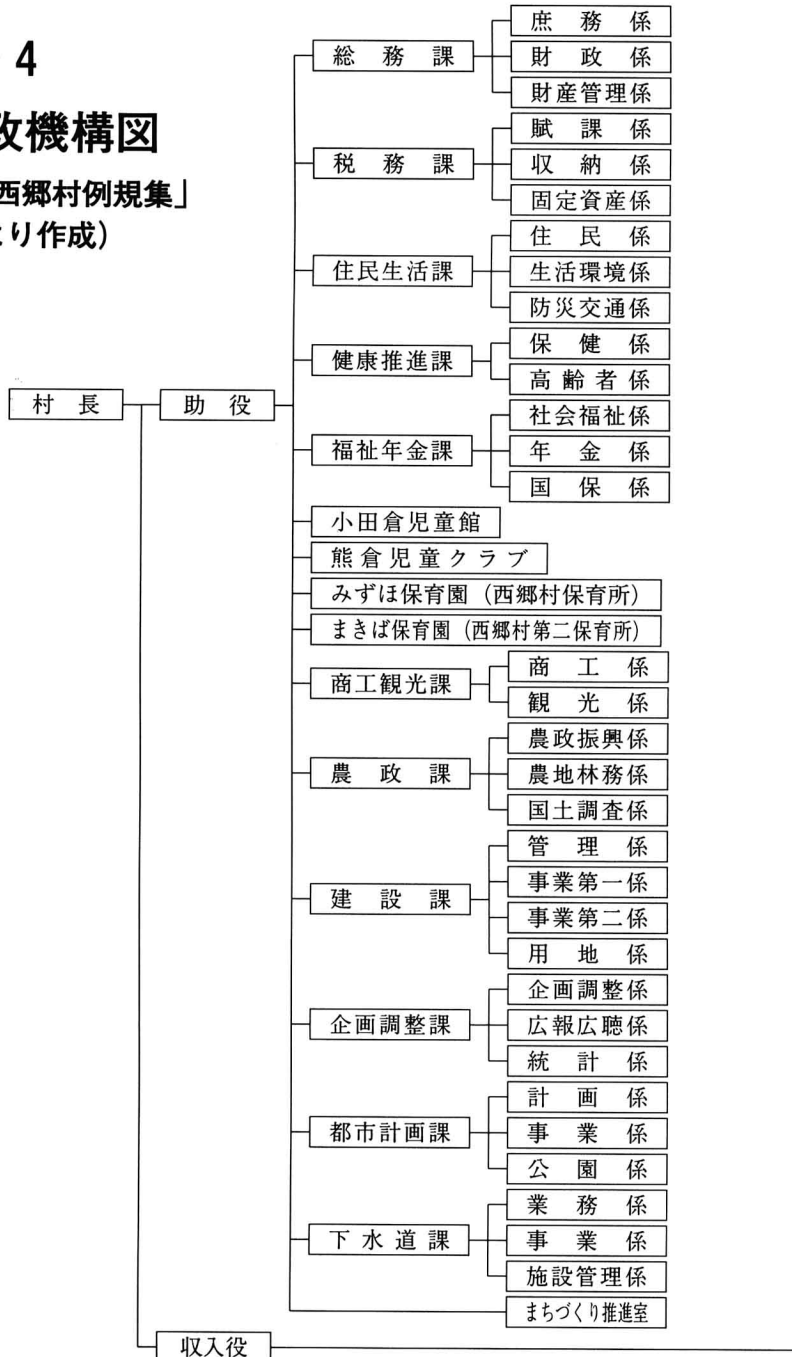 4
政機構図
西郷村例規集」
より作成）
村長
助役
総務課
庶務係
財政係
財産管理係
税務課
賦課係
収納係
固定資産係
住民生活課
住民係
生活環境係
防災交通係
健康推進課
保健係
高齢者係
福祉年金課
社会福祉係
年金係
国保係
小田倉児童館
熊倉児童クラブ
みずほ保育園（西郷村保育所）
まきば保育園（西郷村第二保育所）
商工観光課
商工係
観光係
農政課
農政振興係
農地林務係
国土調査係
建設課
管理係
事業第一係
事業第二係
用地係
企画調整課
企画調整係
広報広聴係
統計係
都市計画課
計画係
事業係
公園係
下水道課
業務係
事業係
施設管理係
まちづくり推進室
収入役